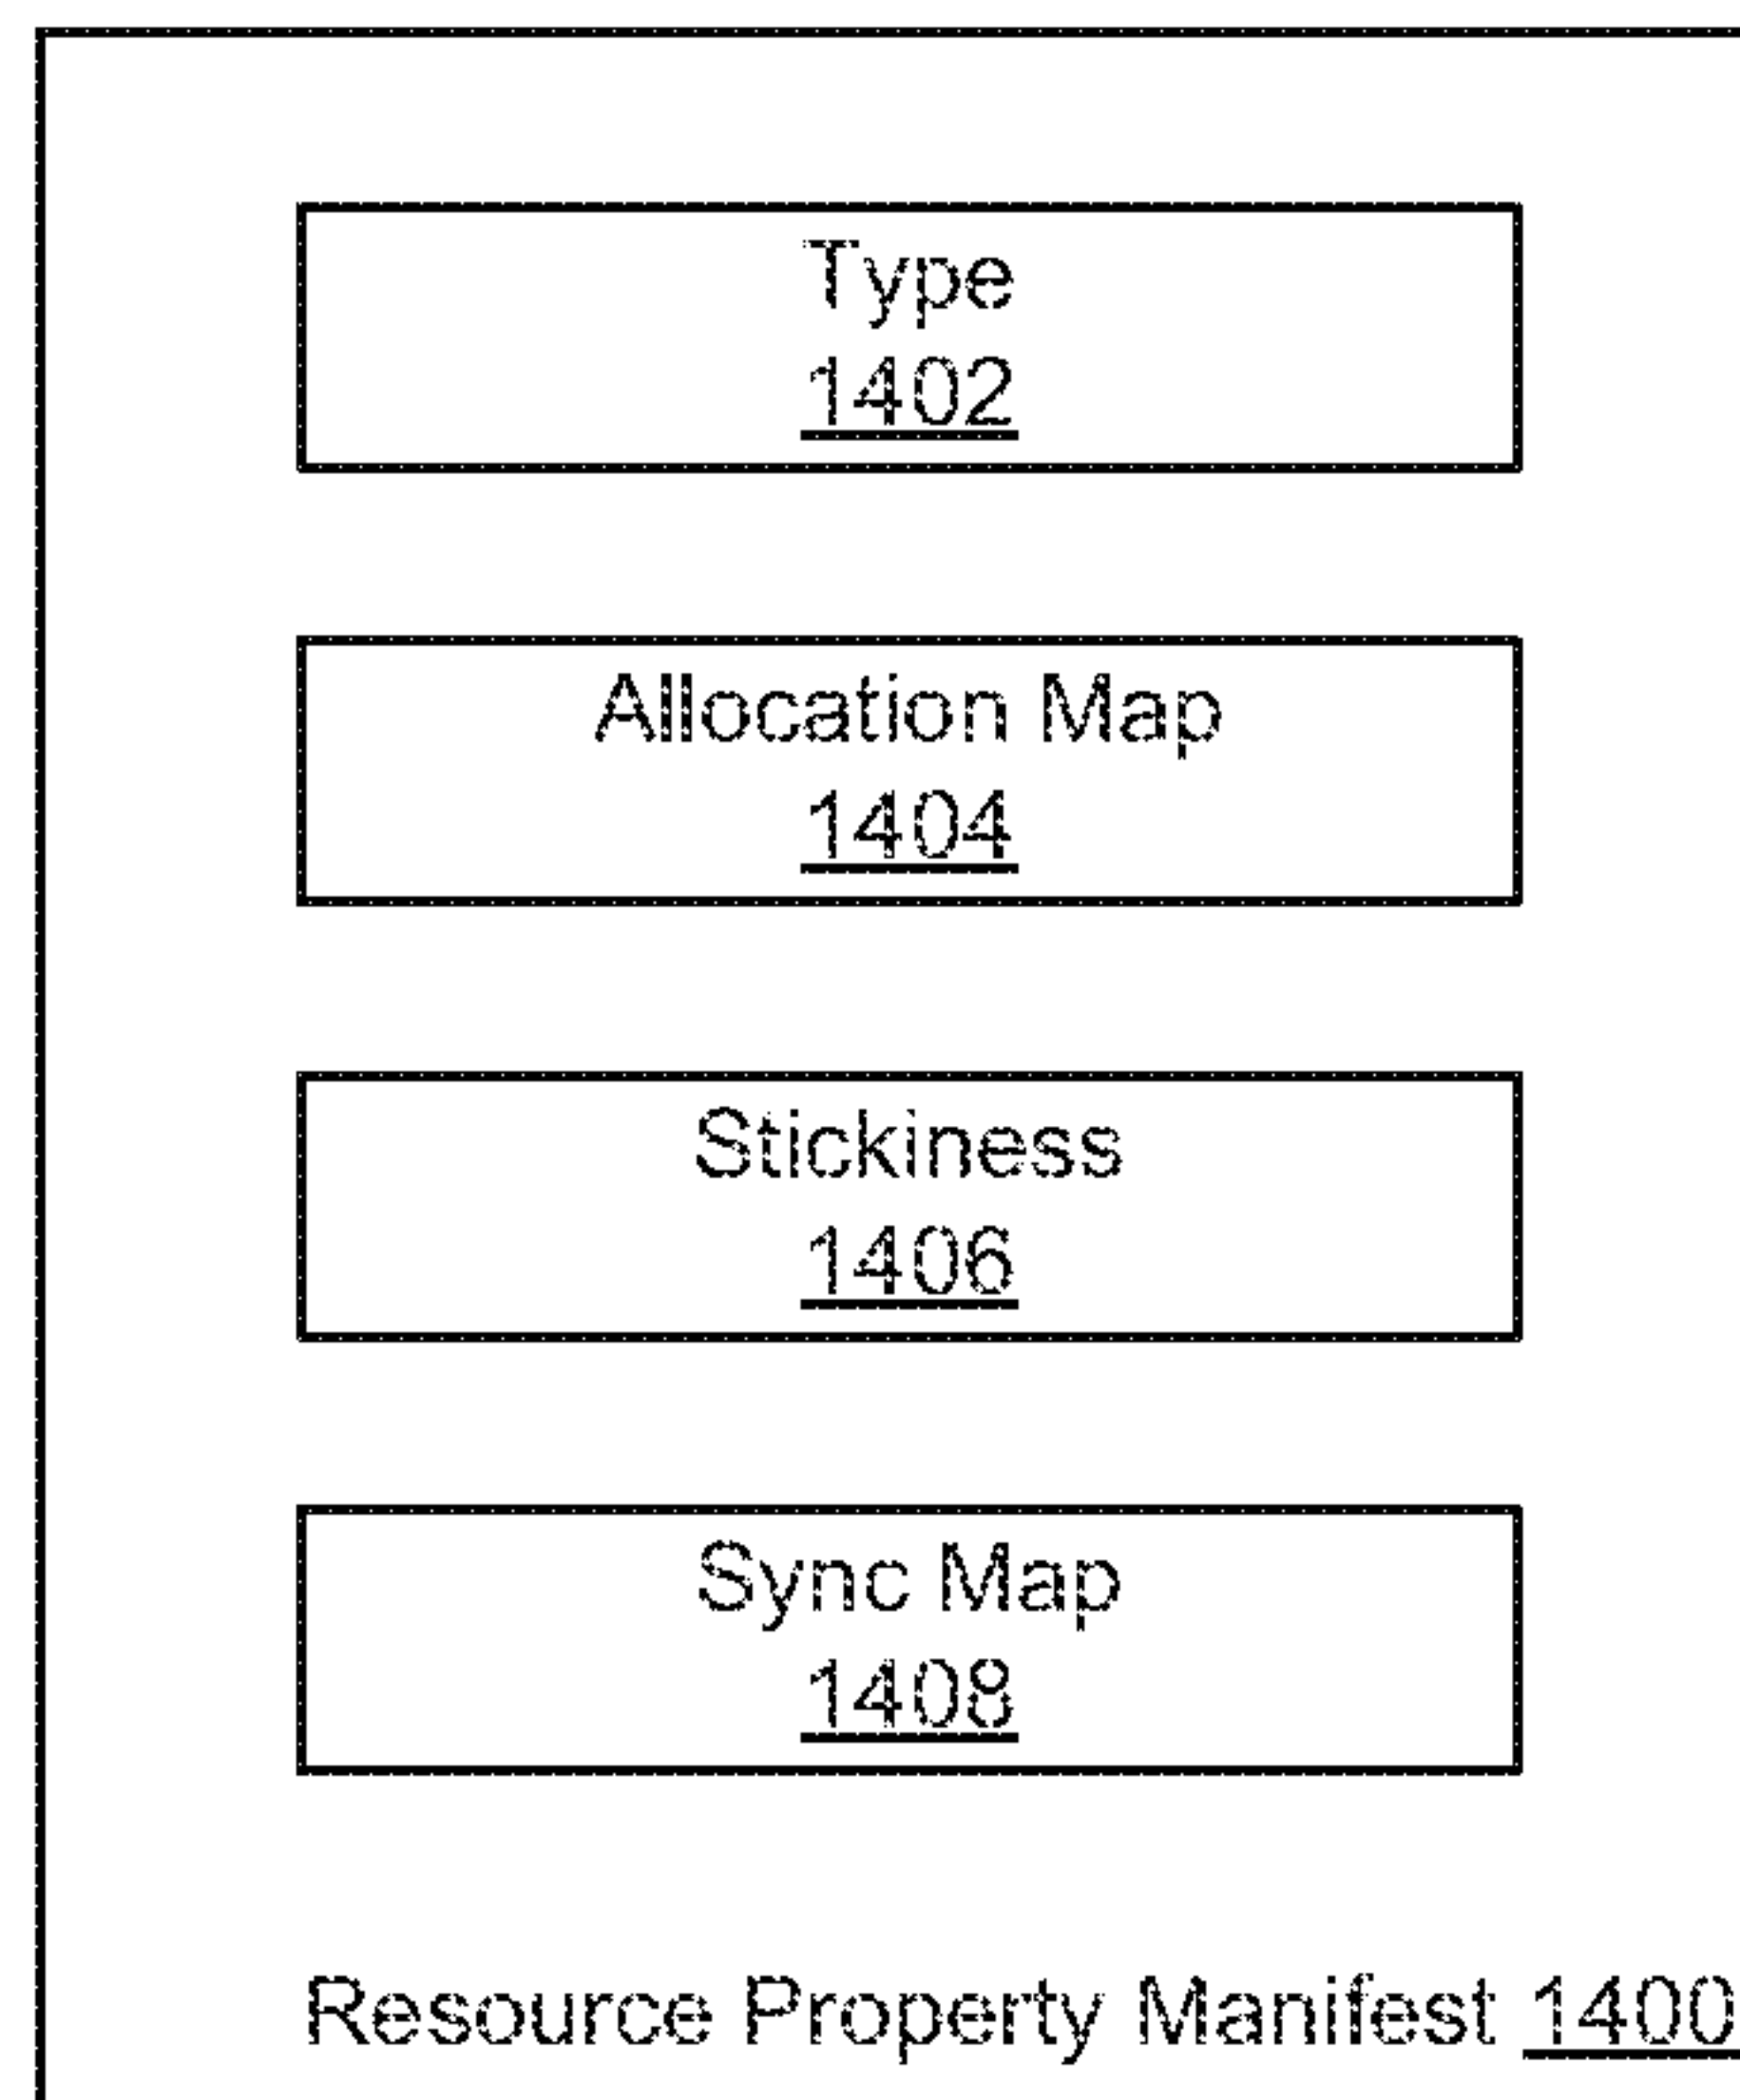 Type
1402
Allocation Map
1404
Stickiness
1406
Sync Map
1408
Resource Property Manifest 1400